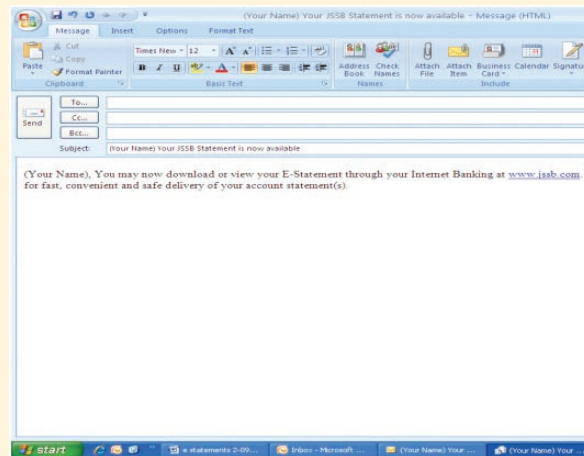 (Your Name) Your JSSB Statement is now available - Message (HTML)
Message Insert Options Format Text
Cut
Copy
Format Painter
Paste
Clipboard
Times New 12
B I U
Basic Text
Address Book
Check Names
Names
Attach File
Attach Item
Business Card
Calendar
Signatu
Include
Send
To...
Cc...
Bcc...
Subject: (Your Name) Your JSSB Statement is now available
(Your Name), You may now download or view your E-Statement through your Internet Banking at www.jssb.com.
for fast, convenient and safe delivery of your account statement(s).
start
e statements 2-09...
Inbox - Microsoft ...
(Your Name) Your ...
(Your Name) Your ...